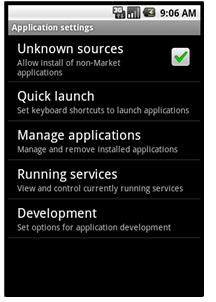 3G
9:06 AM
Application settings
Unknown sources
Allow install of non-Market
applications
Quick launch
Set keyboard shortcuts to launch applications
Manage applications
Manage and remove installed applications
Running services
View and control currently running services
Development
Set options for application development